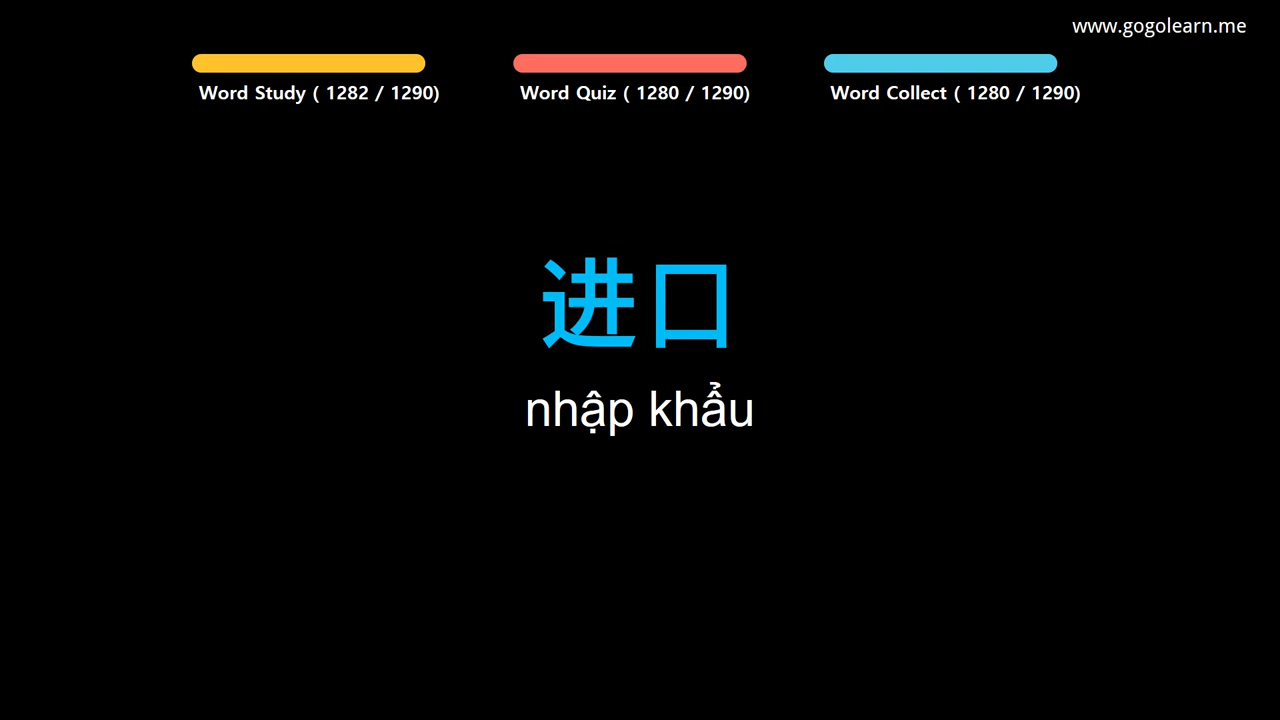 www.gogolearn.me
Word Study ( 1282 / 1290)
Word Quiz ( 1280 / 1290)
Word Collect ( 1280 / 1290)
进口
nhập khẩu